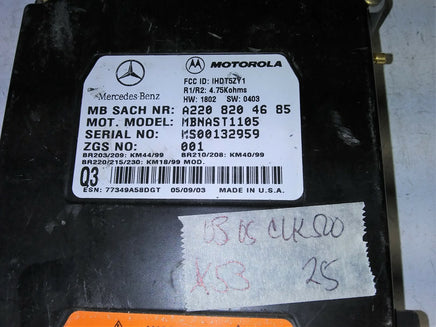 Mercedes-Benz
MOTOROLA
FCC ID: IHDT5ZY1
R1/R2: 4.75Kohms
HW: 1802 SW: 0403
MB SACH NR: A220 820 46 85
MOT. MODEL: MBNAST1105
SERIAL NO: MS00132959
ZGS NO: 001
BR203/209: KM44/99 BR210/208: KM40/99
BR220/215/230: KM18/99 MOD.
Q3
ESN: 77349A58DGT 05/09/03 MADE IN U.S.A.
03 05 CLK500
K53 25